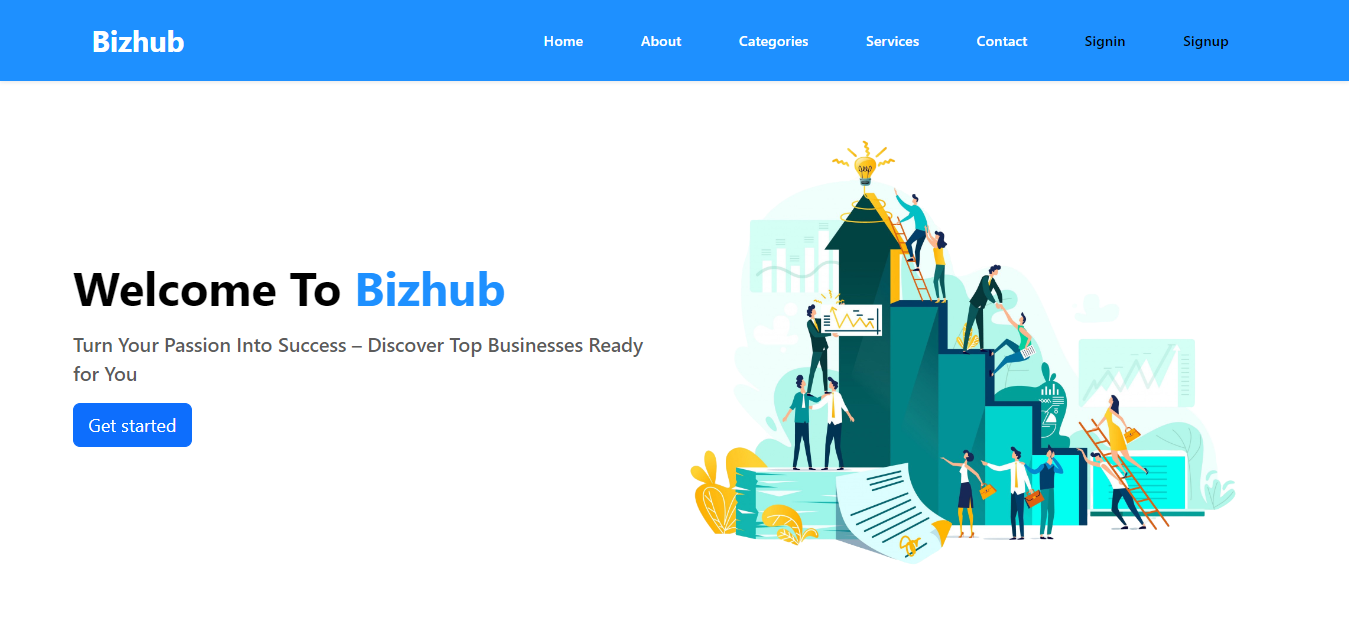 Bizhub
Home About Categories Services Contact Signin Signup
Welcome To Bizhub
Turn Your Passion Into Success – Discover Top Businesses Ready
for You
Get started